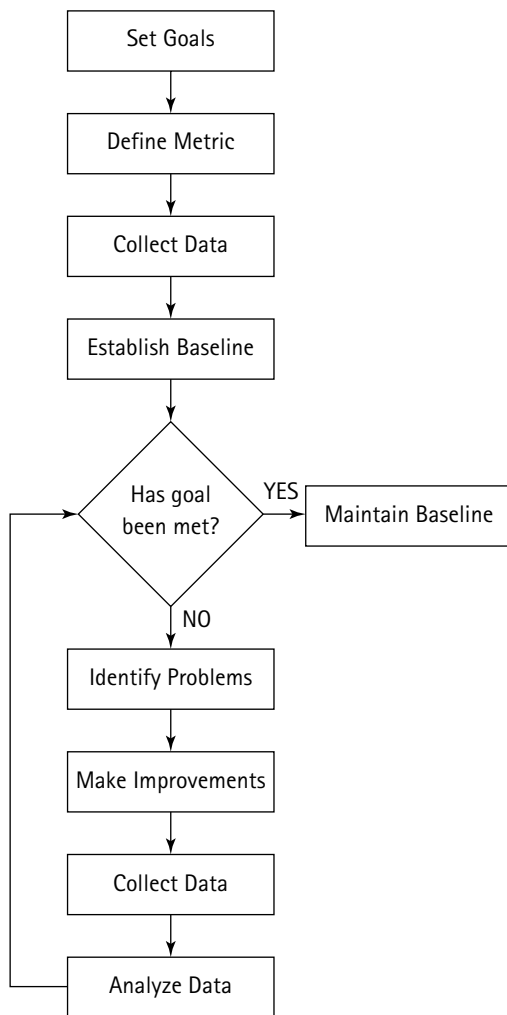 Set Goals
Define Metric
Collect Data
Establish Baseline
Has goal
been met?
YES
Maintain Baseline
NO
Identify Problems
Make Improvements
Collect Data
Analyze Data